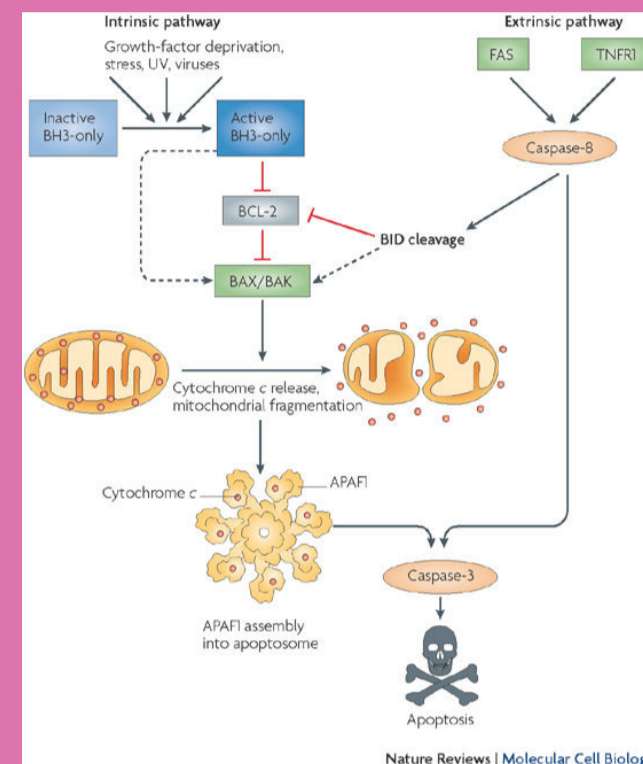 Intrinsic pathway
Growth-factor deprivation,
stress, UV, viruses
Inactive
BH3-only
Active
BH3-only
BCL-2
BAX/BAK
Extrinsic pathway
FAS
TNFR1
Caspase-8
BID cleavage
Cytochrome c release,
mitochondrial fragmentation
Cytochrome c
APAF1
APAF1 assembly
into apoptosome
Caspase-3
Apoptosis
Nature Reviews | Molecular Cell Biolog